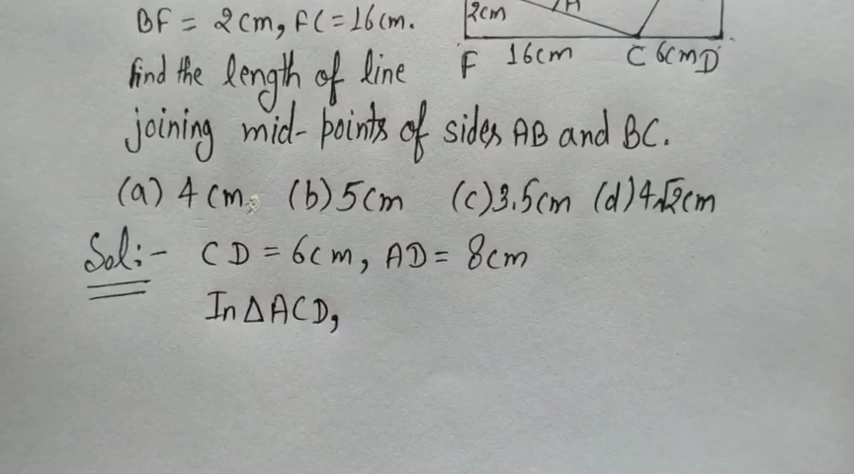 BF = 2cm, FC = 16cm.
2cm
find the length of line
F 16cm C 6cm D
joining mid-points of sides AB and BC.
(a) 4cm (b) 5cm (c) 3.5cm (d) 4√2cm
Sol:- CD = 6cm, AD = 8cm
In △ACD,